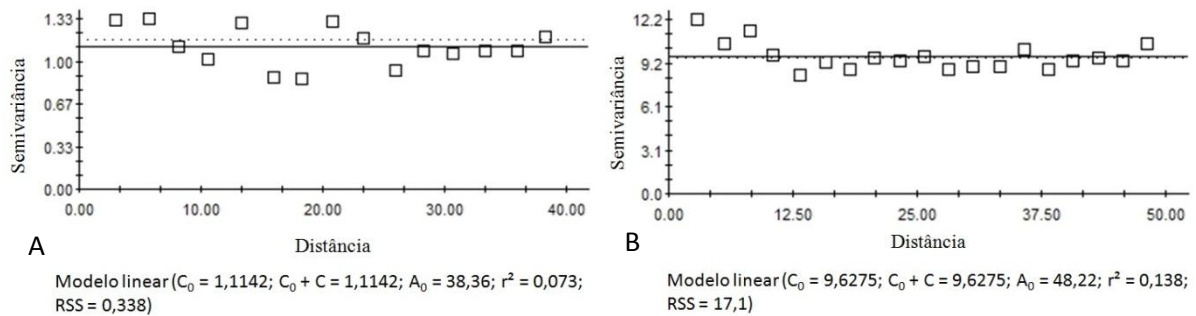 Semivariância
1.33
1.00
0.67
0.33
0.00
0.00 10.00 20.00 30.00 40.00
Distância
A
Modelo linear (C₀ = 1,1142; C₀ + C = 1,1142; A₀ = 38,36; r² = 0,073;
RSS = 0,338)
Semivariância
12.2
9.2
6.1
3.1
0.0
0.00 12.50 25.00 37.50 50.00
Distância
B
Modelo linear (C₀ = 9,6275; C₀ + C = 9,6275; A₀ = 48,22; r² = 0,138;
RSS = 17,1)